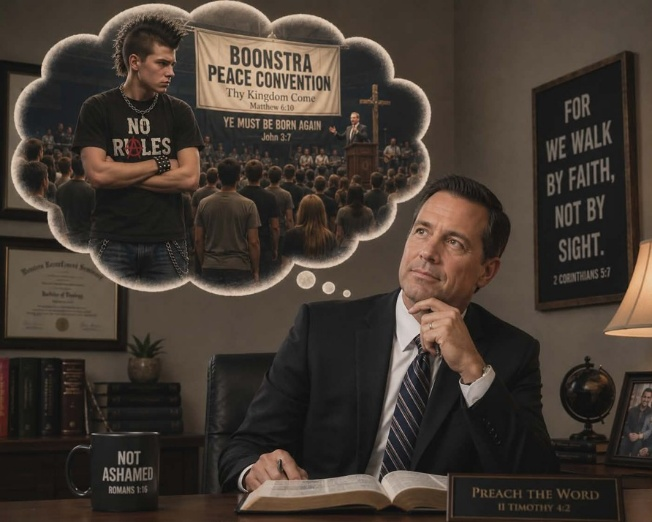 BOONSTRA
PEACE CONVENTION
Thy Kingdom Come
Matthew 6:10
YE MUST BE BORN AGAIN
John 3:7
NO
RULES
FOR
WE WALK
BY FAITH,
NOT BY
SIGHT.
2 CORINTHIANS 5:7
NOT
ASHAMED
ROMANS 1:16
PREACH THE WORD
II TIMOTHY 4:2